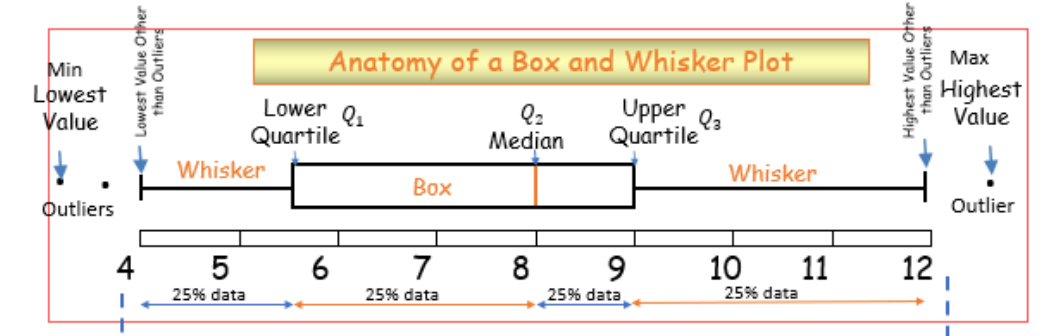 Anatomy of a Box and Whisker Plot
Min
Lowest
Value
Lowest Value Other
than Outliers
Lower
Quartile Q₁
Q₂
Median
Upper
Quartile Q₃
Highest Value Other
than Outliers
Max
Highest
Value
Outliers
Whisker
Box
Whisker
Outlier
4 5 6 7 8 9 10 11 12
25% data 25% data 25% data 25% data